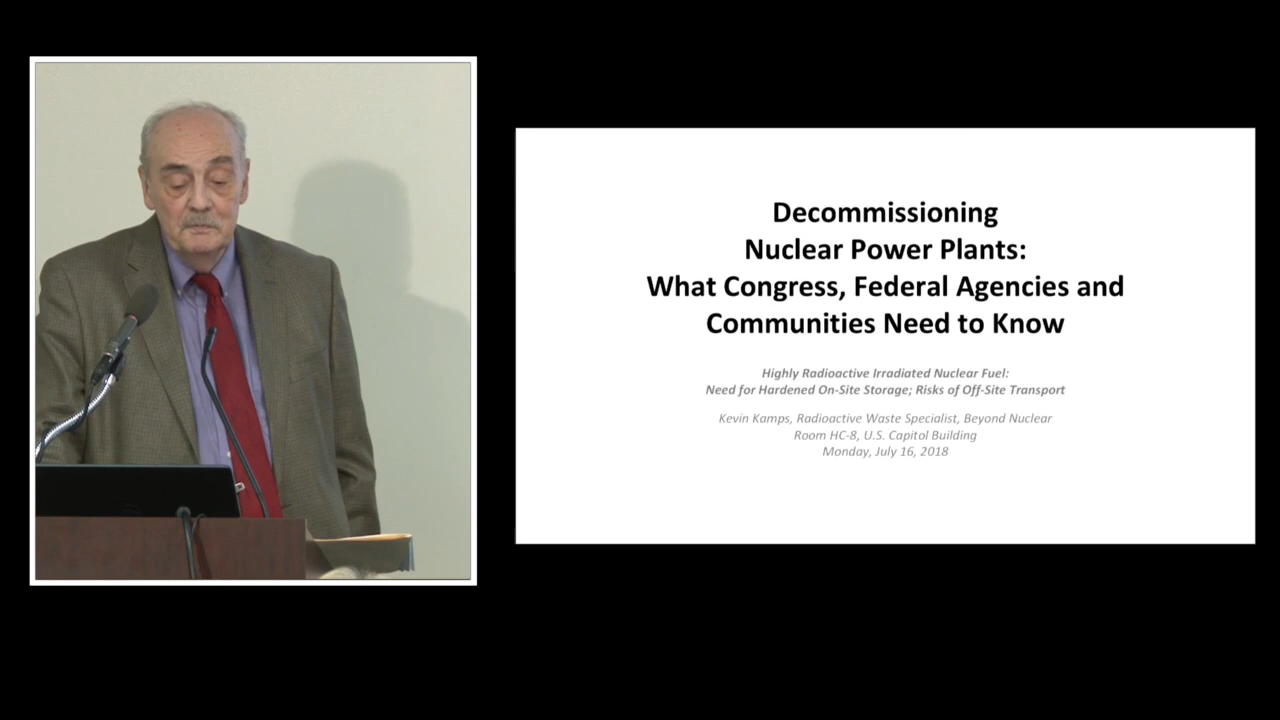 Decommissioning
Nuclear Power Plants:
What Congress, Federal Agencies and
Communities Need to Know
Highly Radioactive Irradiated Nuclear Fuel:
Need for Hardened On-Site Storage; Risks of Off-Site Transport
Kevin Kamps, Radioactive Waste Specialist, Beyond Nuclear
Room HC-8, U.S. Capitol Building
Monday, July 16, 2018